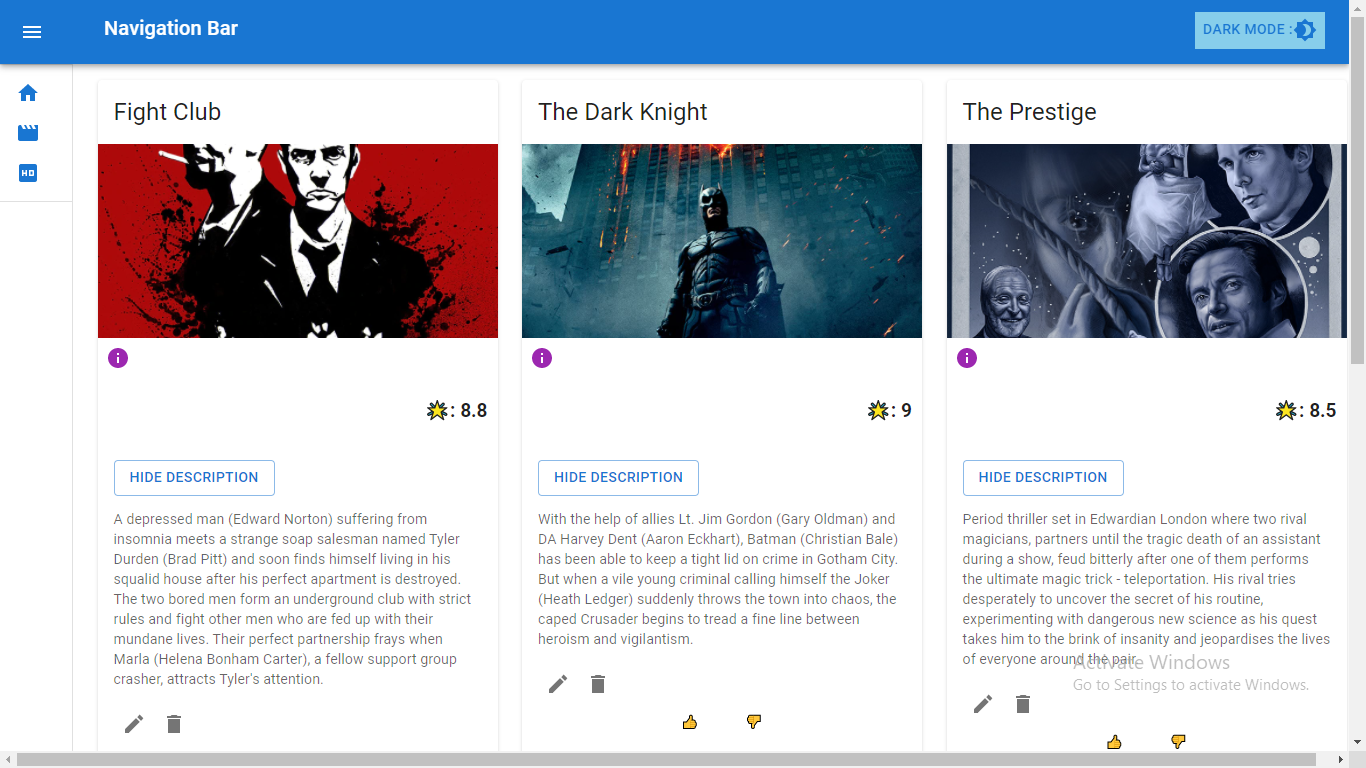 Navigation Bar
DARK MODE :
HD
Fight Club
The Dark Knight
The Prestige
: 8.8
: 9
: 8.5
HIDE DESCRIPTION
A depressed man (Edward Norton) suffering from
insomnia meets a strange soap salesman named Tyler
Durden (Brad Pitt) and soon finds himself living in his
squalid house after his perfect apartment is destroyed.
The two bored men form an underground club with strict
rules and fight other men who are fed up with their
mundane lives. Their perfect partnership frays when
Marla (Helena Bonham Carter), a fellow support group
crasher, attracts Tyler's attention.
HIDE DESCRIPTION
With the help of allies Lt. Jim Gordon (Gary Oldman) and
DA Harvey Dent (Aaron Eckhart), Batman (Christian Bale)
has been able to keep a tight lid on crime in Gotham City.
But when a vile young criminal calling himself the Joker
(Heath Ledger) suddenly throws the town into chaos, the
caped Crusader begins to tread a fine line between
heroism and vigilantism.
HIDE DESCRIPTION
Period thriller set in Edwardian London where two rival
magicians, partners until the tragic death of an assistant
during a show, feud bitterly after one of them performs
the ultimate magic trick - teleportation. His rival tries
desperately to uncover the secret of his routine,
experimenting with dangerous new science as his quest
takes him to the brink of insanity and jeopardises the lives
of everyone around the pair.
Activate Windows
Go to Settings to activate Windows.